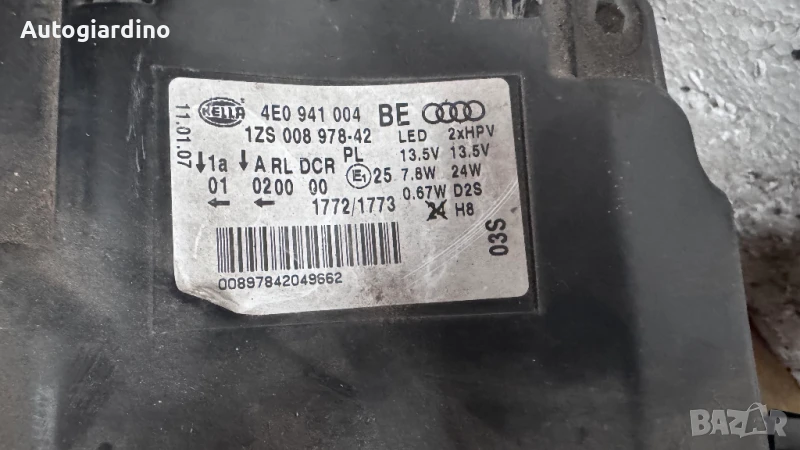 Autogiardino
11.01.07
HELLA 4E0 941 004 BE
1ZS 008 978-42 LED 2xHPV
↓1a ↓A RL DCR PL 13.5V 13.5V
01 0200 00 E1 25 7.8W 24W
← ← 1772/1773 0.67W D2S
24 H8
03S
00897842049662
BAZAR